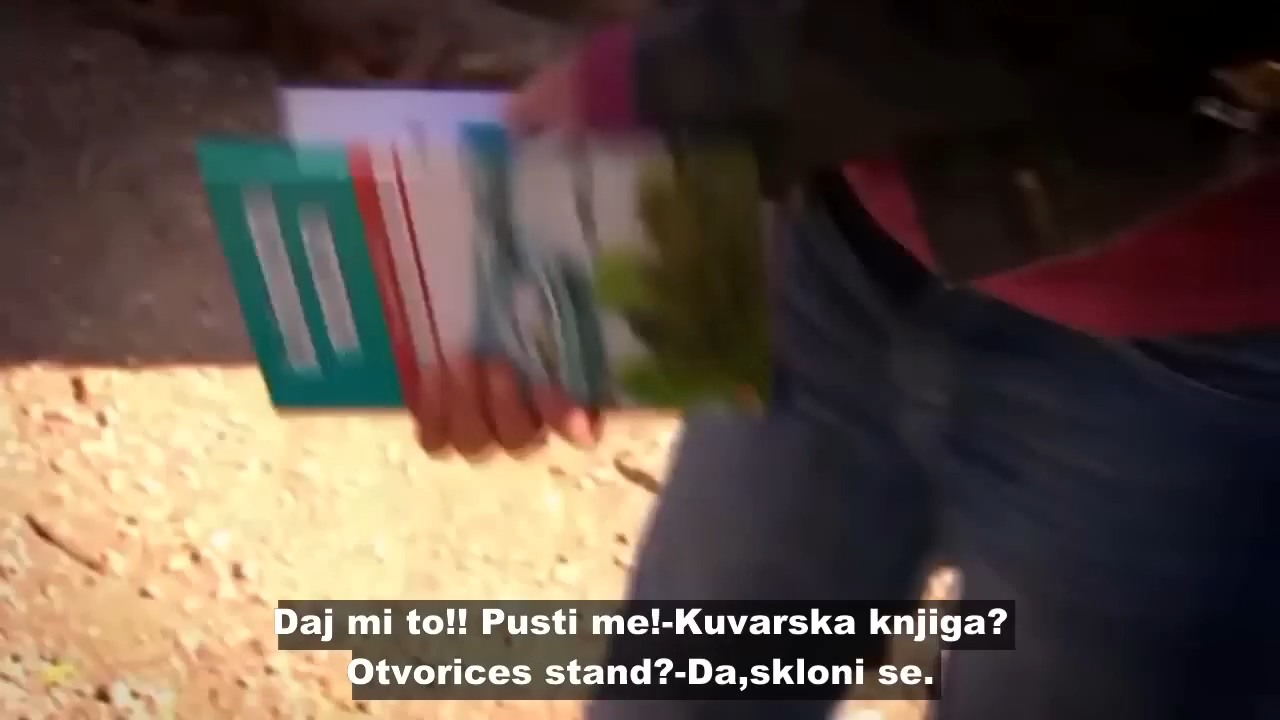 Daj mi to!! Pusti me!-Kuvarska knjiga?
Otvorices stand?-Da,skloni se.